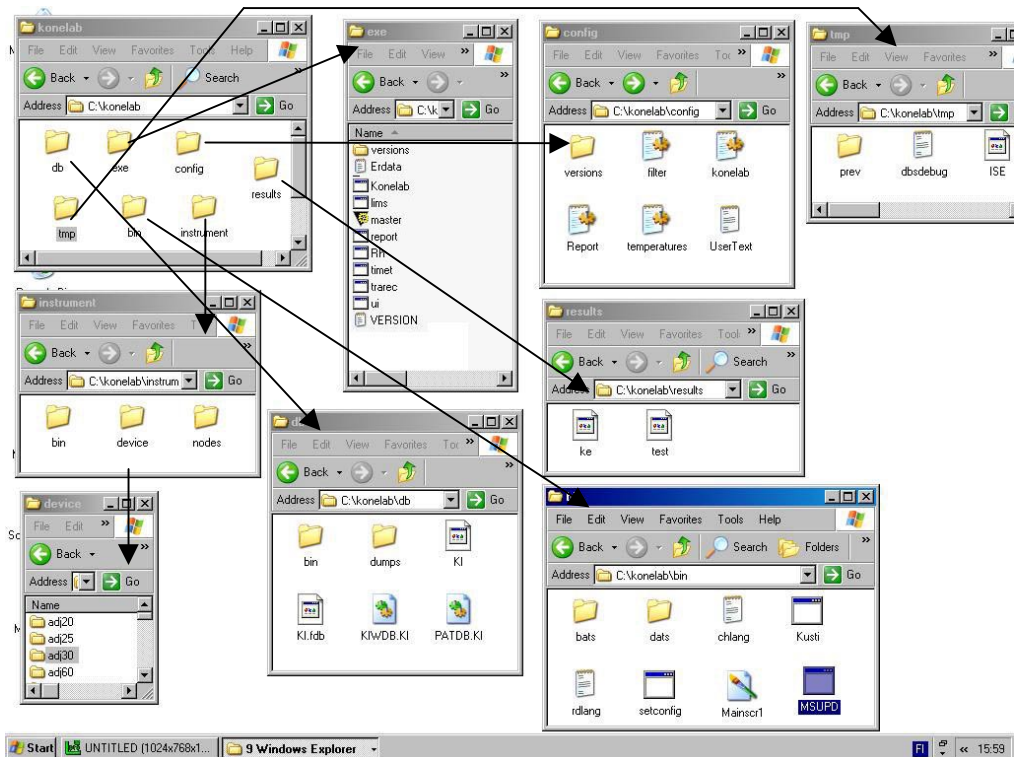 konelab
File Edit View Favorites Tools Help
Back Search
Address C:\konelab Go
db exe config results
tmp bin instrument
exe
File Edit View »
Back »
Address C:\k Go
Name
versions
Erdata
Konelab
lims
master
report
timet
trarec
ui
VERSION
config
File Edit View Favorites »
Back Search »
Address C:\konelab\config Go
versions filter konelab
Report temperatures UserText
tmp
File Edit View Favorites
Back Search
Address C:\konelab\tmp
prev dbsdebug ISE
instrument
File Edit View Favorites
Back »
Address C:\konelab\instrum Go
bin device nodes
results
File Edit View Favorites Tools »
Back Search »
Address C:\konelab\results Go
ke test
device
File Edit »
Back »
Address Go
Name
adj20
adj25
adj30
adj60
File Edit View Favorites »
Back »
Address C:\konelab\db Go
bin dumps KI
KI.fdb KIWDB.KI PATDB.KI
File Edit View Favorites Tools Help
Back Search Folders »
Address C:\konelab\bin Go
bats dats chlang Kusti
rdlang setconfig Mainscr1 MSUPD
Start UNTITLED (1024x768x1... 9 Windows Explorer FI « 15:59